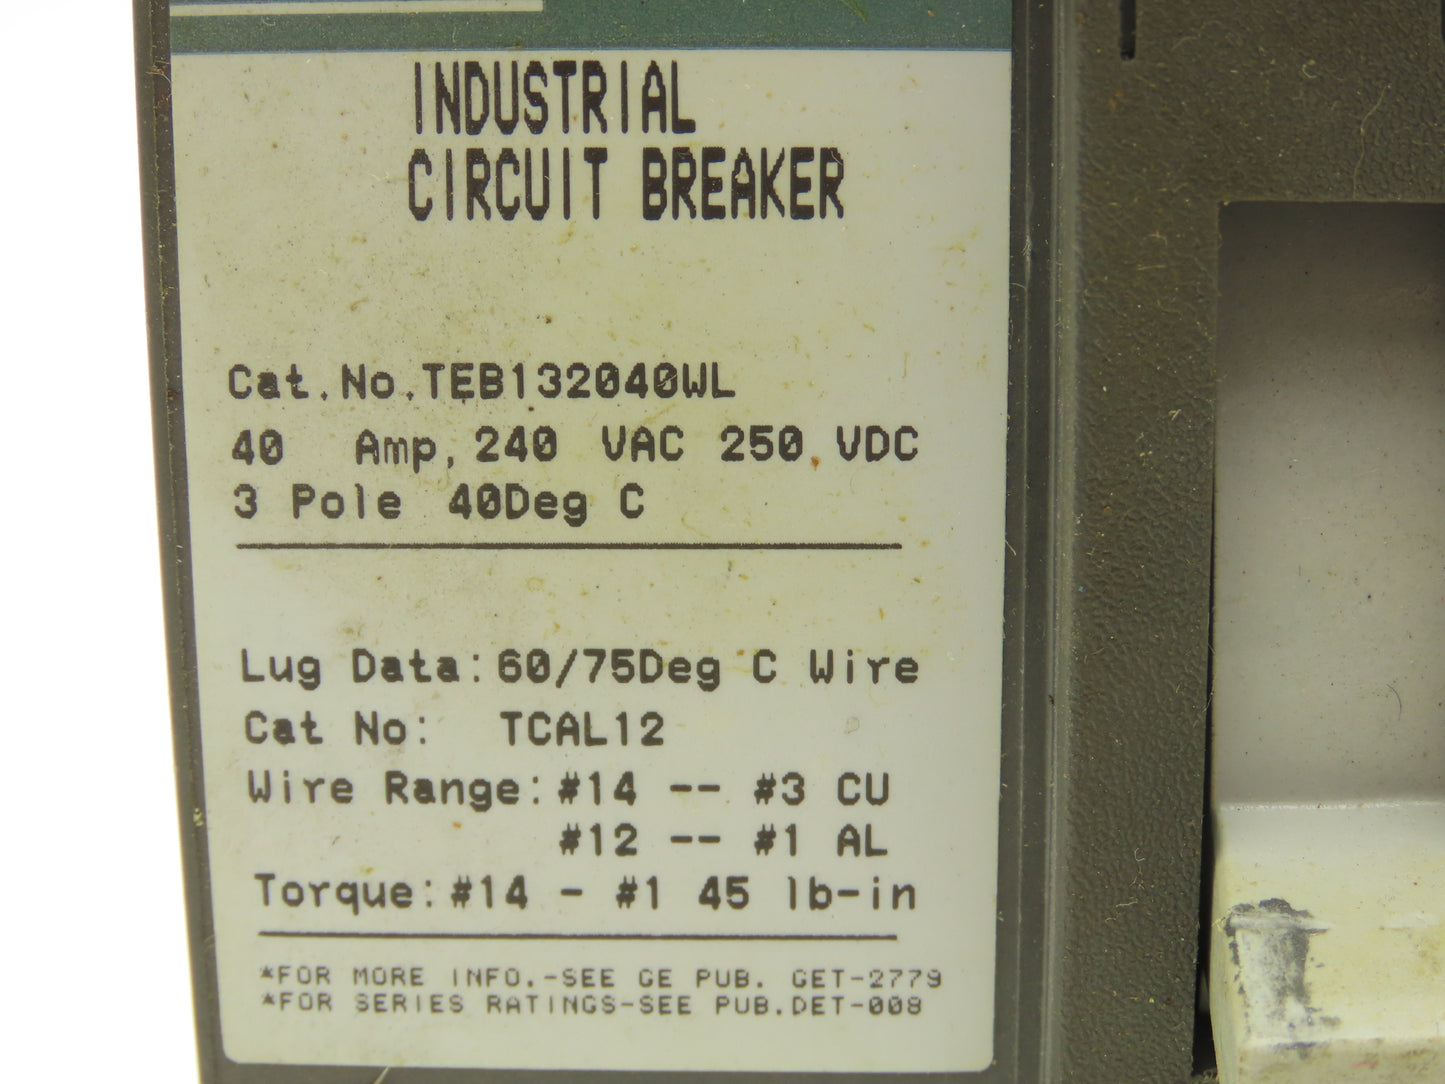 INDUSTRIAL
CIRCUIT BREAKER
Cat.No.TEB132040WL
40 Amp, 240 VAC 250 VDC
3 Pole 40Deg C
Lug Data:60/75Deg C Wire
Cat No: TCAL12
Wire Range:#14 -- #3 CU
#12 -- #1 AL
Torque:#14 - #1 45 lb-in
*FOR MORE INFO.-SEE GE PUB. GET-2779
*FOR SERIES RATINGS-SEE PUB.DET-008